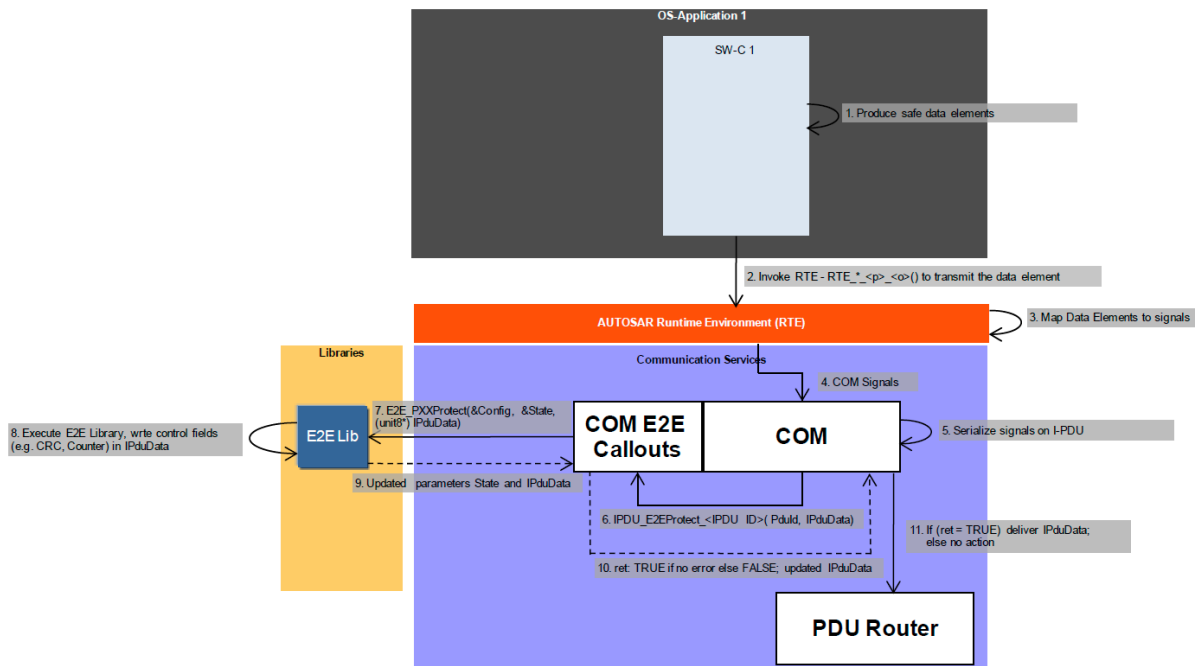 OS-Application 1
SW-C 1
1. Produce safe data elements
2. Invoke RTE - RTE_*_<p>_<o>() to transmit the data element
AUTOSAR Runtime Environment (RTE)
3. Map Data Elements to signals
Libraries
Communication Services
4. COM Signals
7. E2E_PXXProtect(&Config, &State,
(unit8*) IPduData)
8. Execute E2E Library, wrte control fields
(e.g. CRC, Counter) in IPduData
E2E Lib
COM E2E
Callouts
COM
5. Serialize signals on I-PDU
9. Updated parameters State and IPduData
6. IPDU_E2EProtect_<IPDU ID>( PduId, IPduData)
11. If (ret = TRUE) deliver IPduData;
else no action
10. ret: TRUE if no error else FALSE; updated IPduData
PDU Router